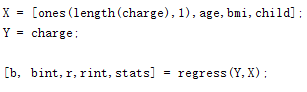 X = [ones(length(charge),1),age,bmi,child];
Y = charge;
[b, bint,r,rint,stats] = regress(Y,X);